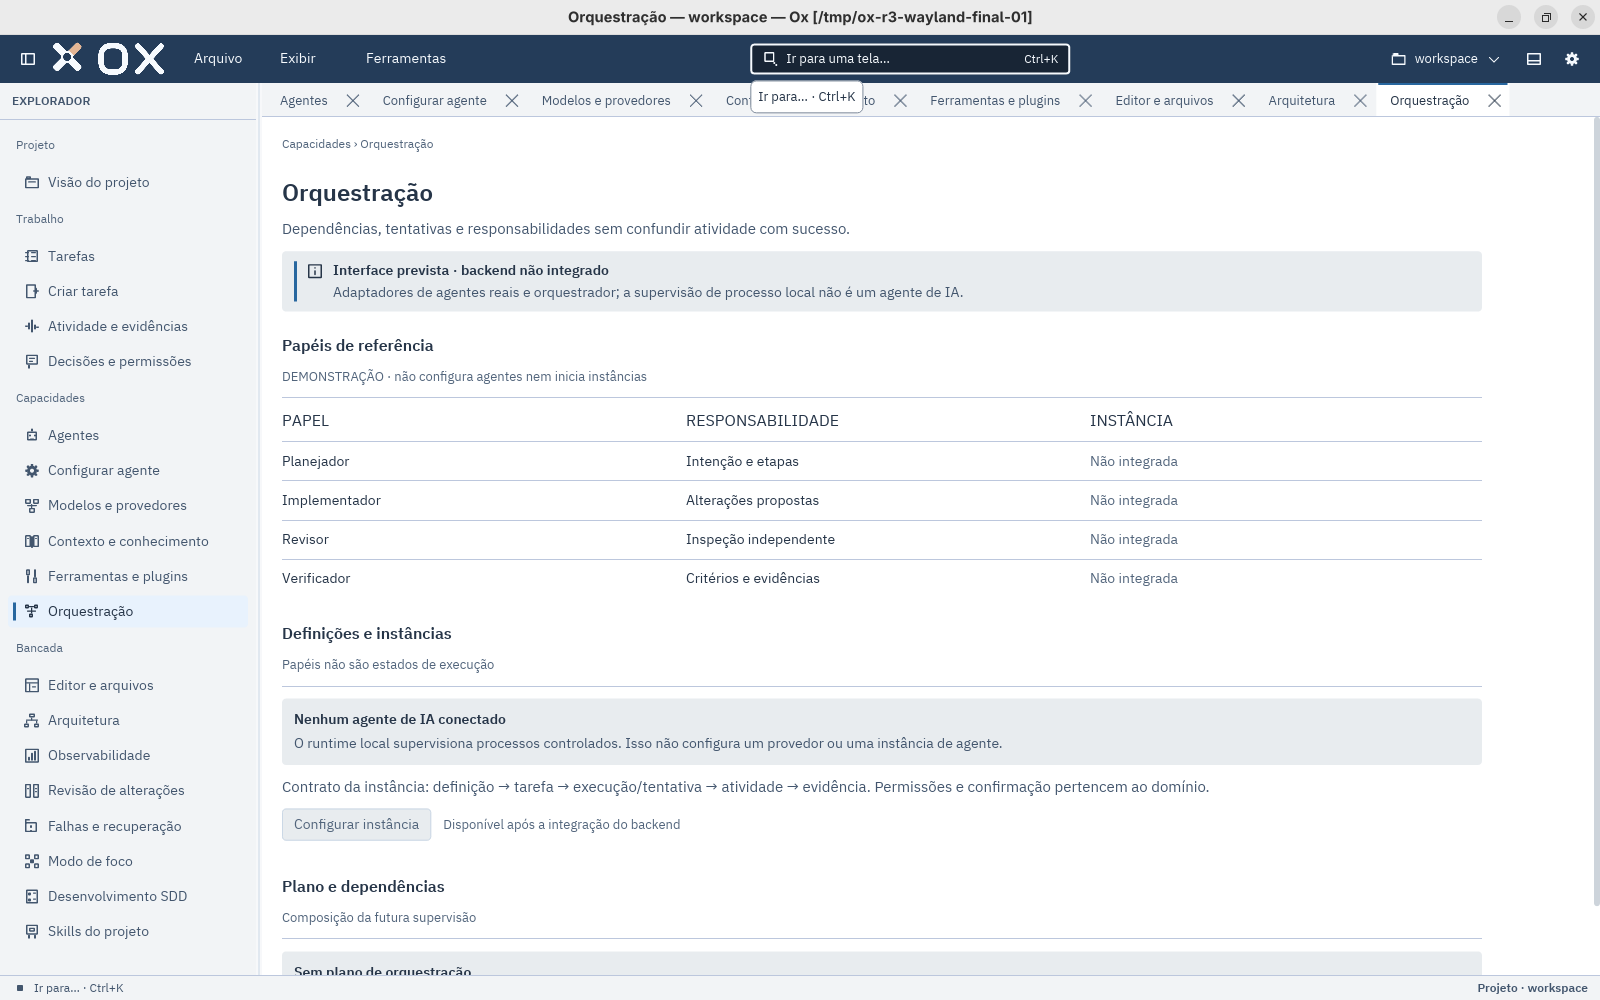 Orquestração — workspace — Ox [/tmp/ox-r3-wayland-final-01]
OX
Arquivo
Exibir
Ferramentas
Ir para uma tela... Ctrl+K
workspace
EXPLORADOR
Agentes
Configurar agente
Modelos e provedores
Con
to
Ferramentas e plugins
Editor e arquivos
Arquitetura
Orquestração
Ir para... · Ctrl+K
Projeto
Visão do projeto
Trabalho
Tarefas
Criar tarefa
Atividade e evidências
Decisões e permissões
Capacidades
Agentes
Configurar agente
Modelos e provedores
Contexto e conhecimento
Ferramentas e plugins
Orquestração
Bancada
Editor e arquivos
Arquitetura
Observabilidade
Revisão de alterações
Falhas e recuperação
Modo de foco
Desenvolvimento SDD
Skills do projeto
Capacidades › Orquestração
Orquestração
Dependências, tentativas e responsabilidades sem confundir atividade com sucesso.
Interface prevista · backend não integrado
Adaptadores de agentes reais e orquestrador; a supervisão de processo local não é um agente de IA.
Papéis de referência
DEMONSTRAÇÃO · não configura agentes nem inicia instâncias
PAPEL RESPONSABILIDADE INSTÂNCIA
Planejador Intenção e etapas Não integrada
Implementador Alterações propostas Não integrada
Revisor Inspeção independente Não integrada
Verificador Critérios e evidências Não integrada
Definições e instâncias
Papéis não são estados de execução
Nenhum agente de IA conectado
O runtime local supervisiona processos controlados. Isso não configura um provedor ou uma instância de agente.
Contrato da instância: definição → tarefa → execução/tentativa → atividade → evidência. Permissões e confirmação pertencem ao domínio.
Configurar instância Disponível após a integração do backend
Plano e dependências
Composição da futura supervisão
Sem plano de orquestração
Ir para... · Ctrl+K
Projeto · workspace